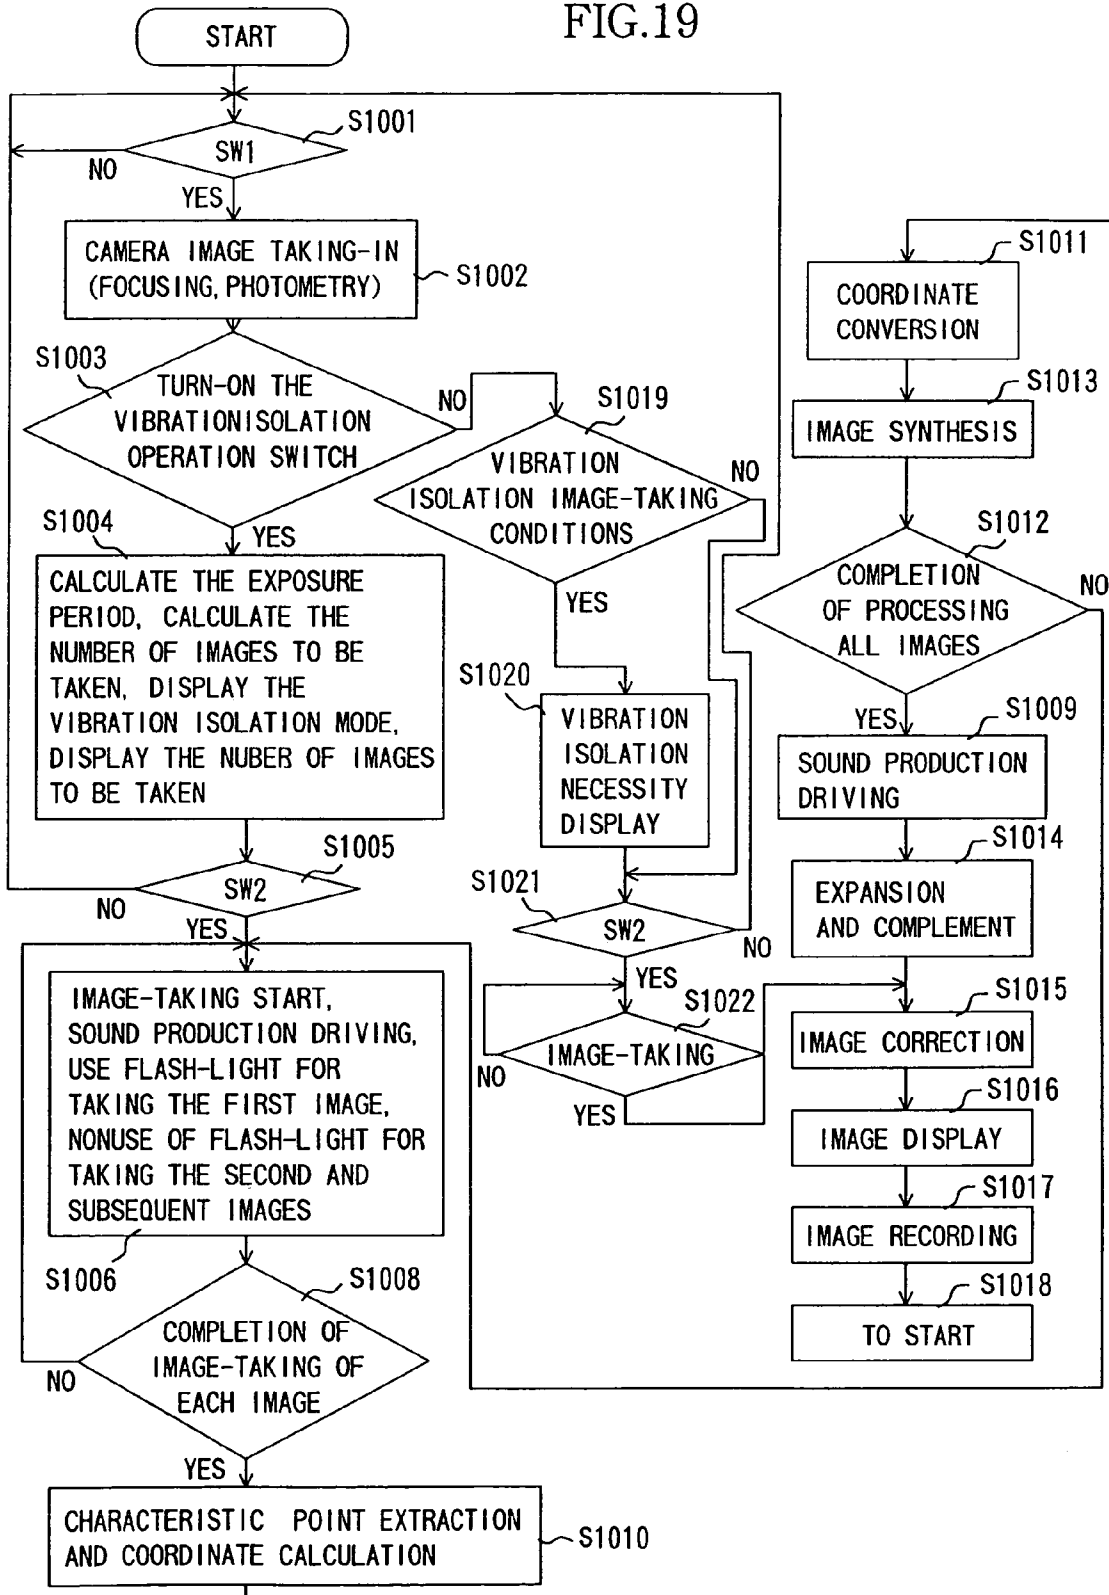 FIG.19
START
S1001
SW1
NO
YES
CAMERA IMAGE TAKING-IN
(FOCUSING, PHOTOMETRY)
S1002
S1003
TURN-ON THE
VIBRATIONISOLATION
OPERATION SWITCH
NO
YES
S1004
CALCULATE THE EXPOSURE
PERIOD, CALCULATE THE
NUMBER OF IMAGES TO BE
TAKEN, DISPLAY THE
VIBRATION ISOLATION MODE,
DISPLAY THE NUBER OF IMAGES
TO BE TAKEN
S1005
SW2
NO
YES
IMAGE-TAKING START,
SOUND PRODUCTION DRIVING,
USE FLASH-LIGHT FOR
TAKING THE FIRST IMAGE,
NONUSE OF FLASH-LIGHT FOR
TAKING THE SECOND AND
SUBSEQUENT IMAGES
S1006
S1008
COMPLETION OF
IMAGE-TAKING OF
EACH IMAGE
NO
YES
CHARACTERISTIC POINT EXTRACTION
AND COORDINATE CALCULATION
S1010
S1019
VIBRATION
ISOLATION IMAGE-TAKING
CONDITIONS
NO
YES
S1020
VIBRATION
ISOLATION
NECESSITY
DISPLAY
S1021
SW2
NO
YES
S1022
IMAGE-TAKING
NO
YES
S1011
COORDINATE
CONVERSION
S1013
IMAGE SYNTHESIS
S1012
COMPLETION
OF PROCESSING
ALL IMAGES
NO
YES
S1009
SOUND PRODUCTION
DRIVING
S1014
EXPANSION
AND COMPLEMENT
S1015
IMAGE CORRECTION
S1016
IMAGE DISPLAY
S1017
IMAGE RECORDING
S1018
TO START